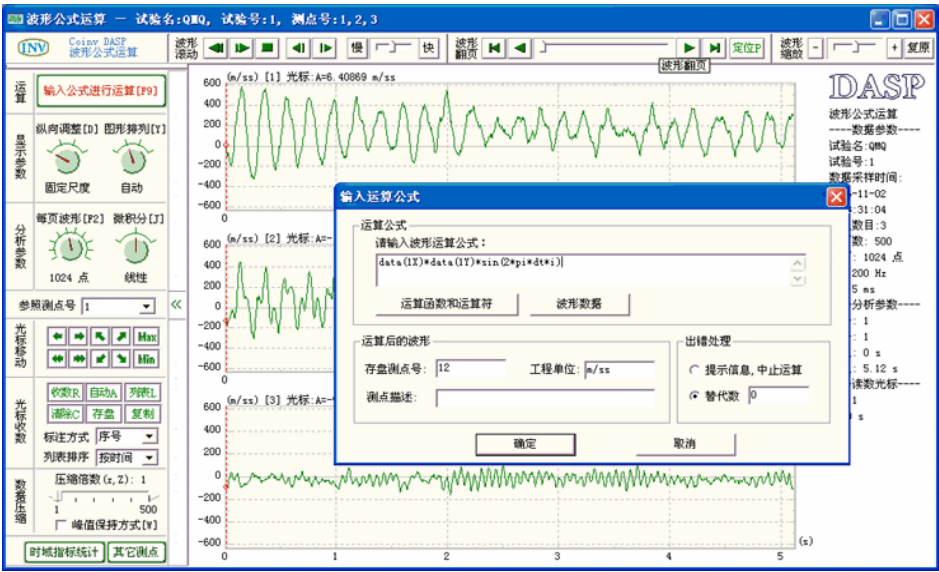 波形公式运算 — 试验名:QMQ, 试验号:1, 测点号:1,2,3
INV Coinv DASP
波形公式运算
波形
滚动
慢 快
波形
翻页
定位P
波形
缩放
- + 复原
波形翻页
运算
输入公式进行运算[F9]
显示参数
纵向调整[D] 图形排列[Y]
固定尺度 自动
分析参数
每页波形[F2] 微积分[J]
1024 点 线性
参照测点号 1
光标移动
Max
Min
光标收数
收数R 自动A 列表L
清除C 存盘 复制
标注方式 序号
列表排序 按时间
数据压缩
压缩倍数(x,Z): 1
1 500
峰值保持方式[W]
时域指标统计 其它测点
(m/ss) [1] 光标:A=6.40869 m/ss
600
400
200
0
-200
-400
-600
0
(m/ss) [2] 光标:A=-
600
400
200
0
-200
-400
-600
0
(m/ss) [3] 光标:A=-
600
400
200
0
-200
-400
-600
0 1 2 3 4 5 (s)
输入运算公式
运算公式
请输入波形运算公式：
data(1X)*data(1Y)*sin(2*pi*dt*i)
运算函数和运算符 波形数据
运算后的波形
存盘测点号: 12 工程单位: m/ss
测点描述:
出错处理
提示信息,中止运算
替代数 0
确定 取消
DASP
波形公式运算
----数据参数----
试验名:QMQ
试验号:1
数据采样时间:
-11-02
:31:04
数目:3
数: 500
: 1024 点
200 Hz
5 ms
分析参数----
: 1
: 1
: 0 s
: 5.12 s
读数光标----
1
s